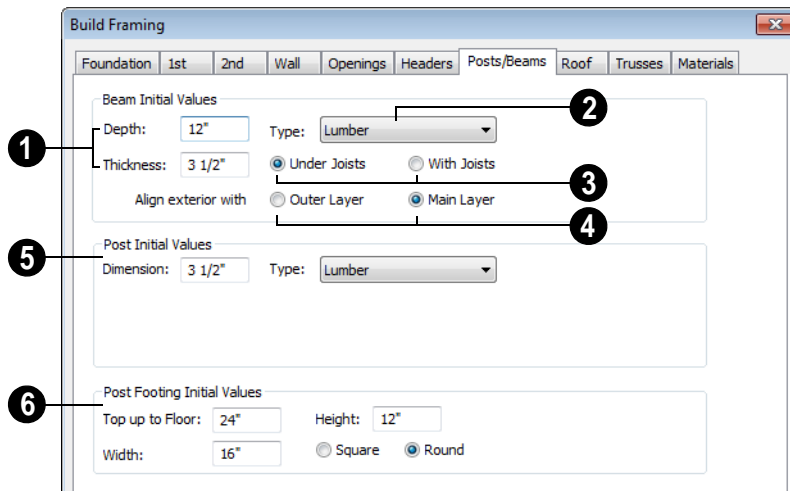 Build Framing
Foundation 1st 2nd Wall Openings Headers Posts/Beams Roof Trusses Materials
Beam Initial Values
1 Depth: 12" Type: Lumber 2
Thickness: 3 1/2" Under Joists With Joists 3
Align exterior with Outer Layer Main Layer 4
5 Post Initial Values
Dimension: 3 1/2" Type: Lumber
6 Post Footing Initial Values
Top up to Floor: 24" Height: 12"
Width: 16" Square Round